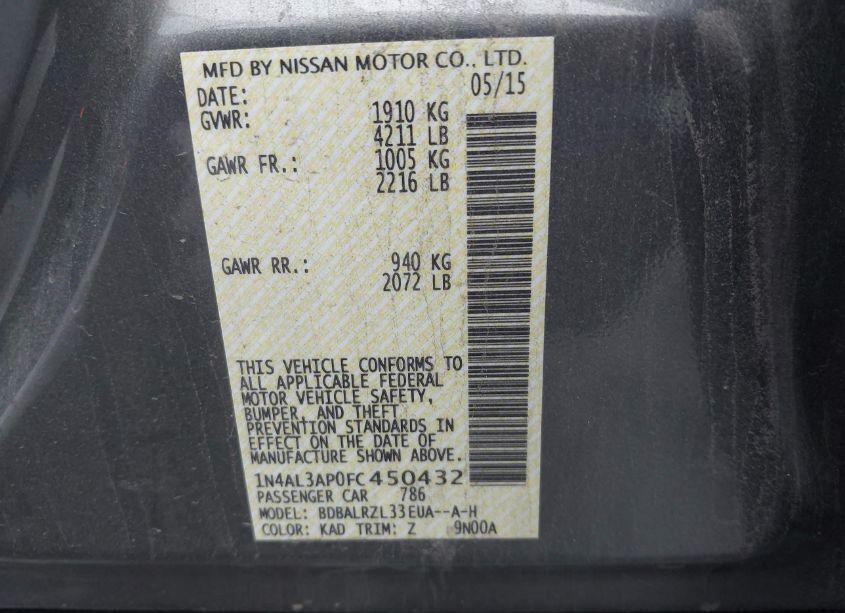 MFD BY NISSAN MOTOR CO., LTD.
DATE: 05/15
GVWR: 1910 KG
4211 LB
GAWR FR.: 1005 KG
2216 LB
GAWR RR.: 940 KG
2072 LB
THIS VEHICLE CONFORMS TO
ALL APPLICABLE FEDERAL
MOTOR VEHICLE SAFETY,
BUMPER, AND THEFT
PREVENTION STANDARDS IN
EFFECT ON THE DATE OF
MANUFACTURE SHOWN ABOVE.
1N4AL3AP0FC450432
PASSENGER CAR 786
MODEL: BDBALRZL33EUA--A-H
COLOR: KAD TRIM: Z 9N00A